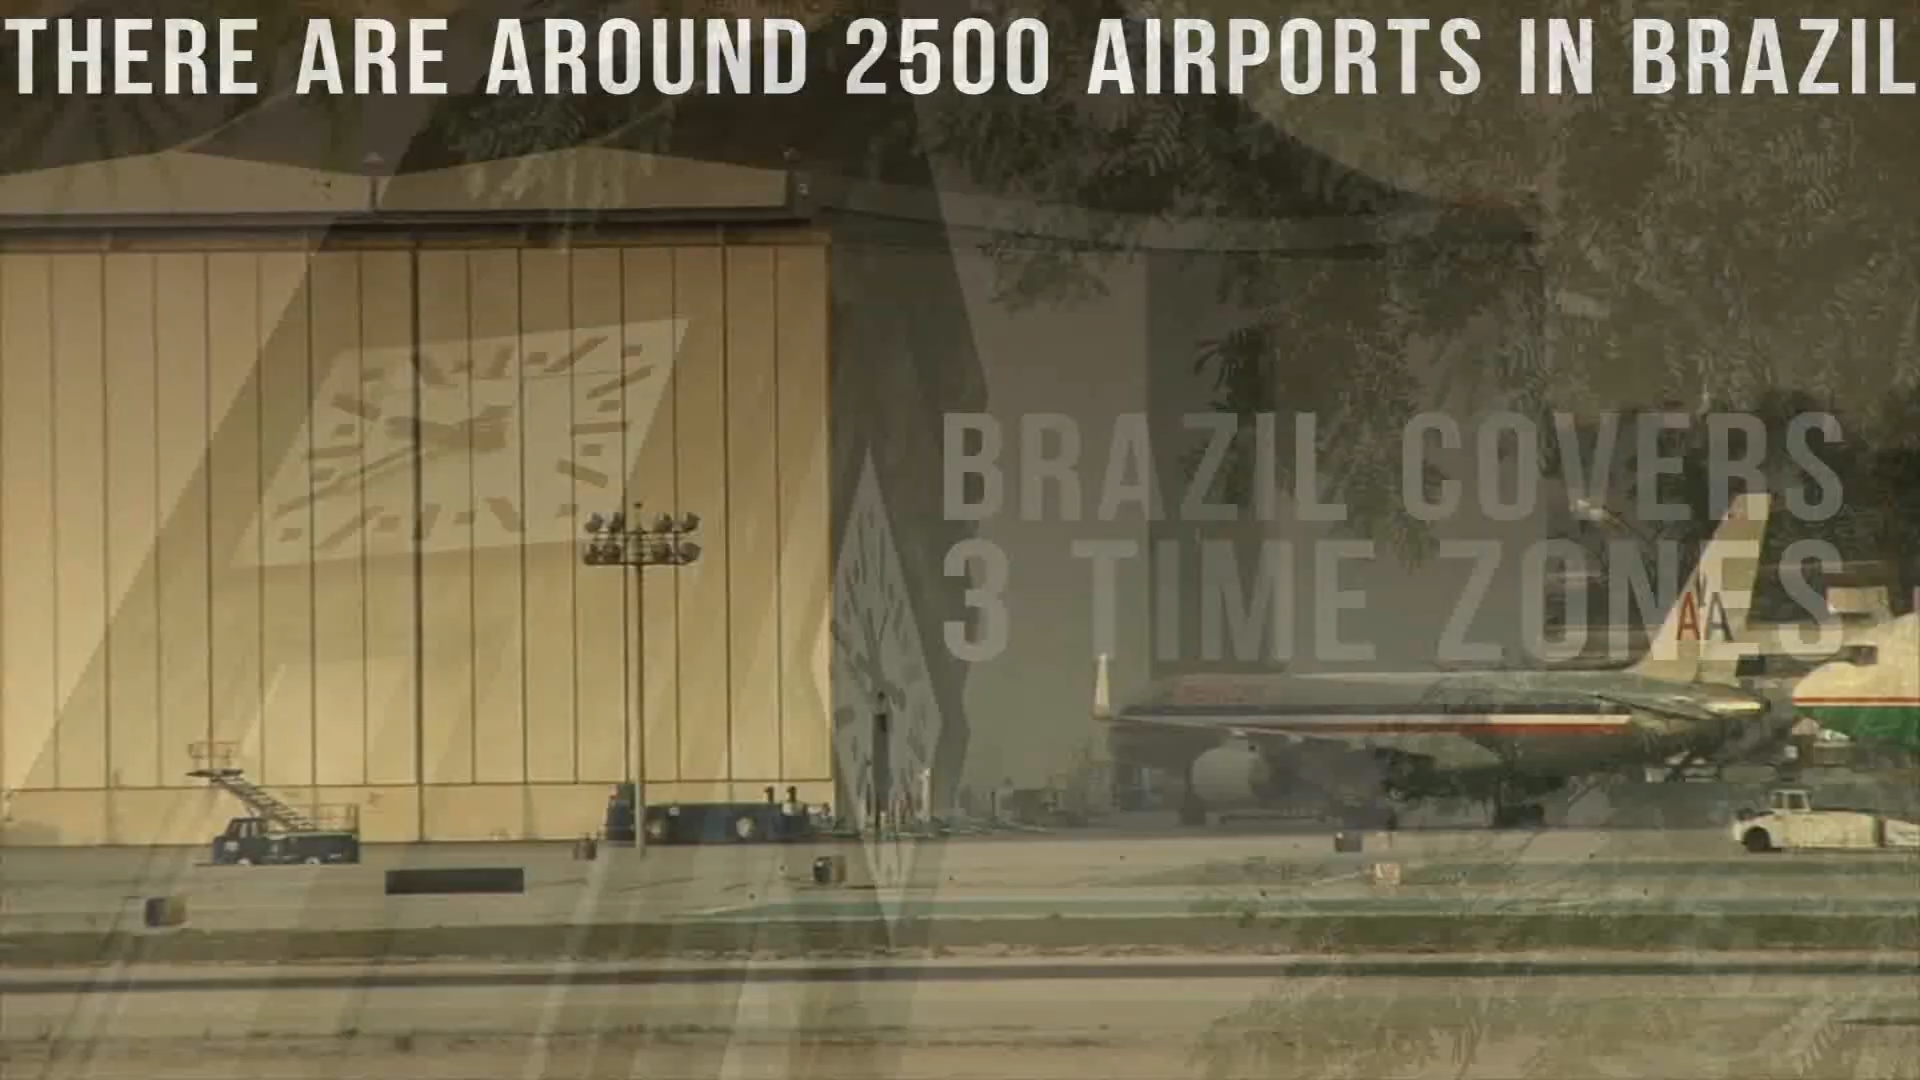 THERE ARE AROUND 2500 AIRPORTS IN BRAZIL
BRAZIL COVERS
3 TIME ZONES
AA